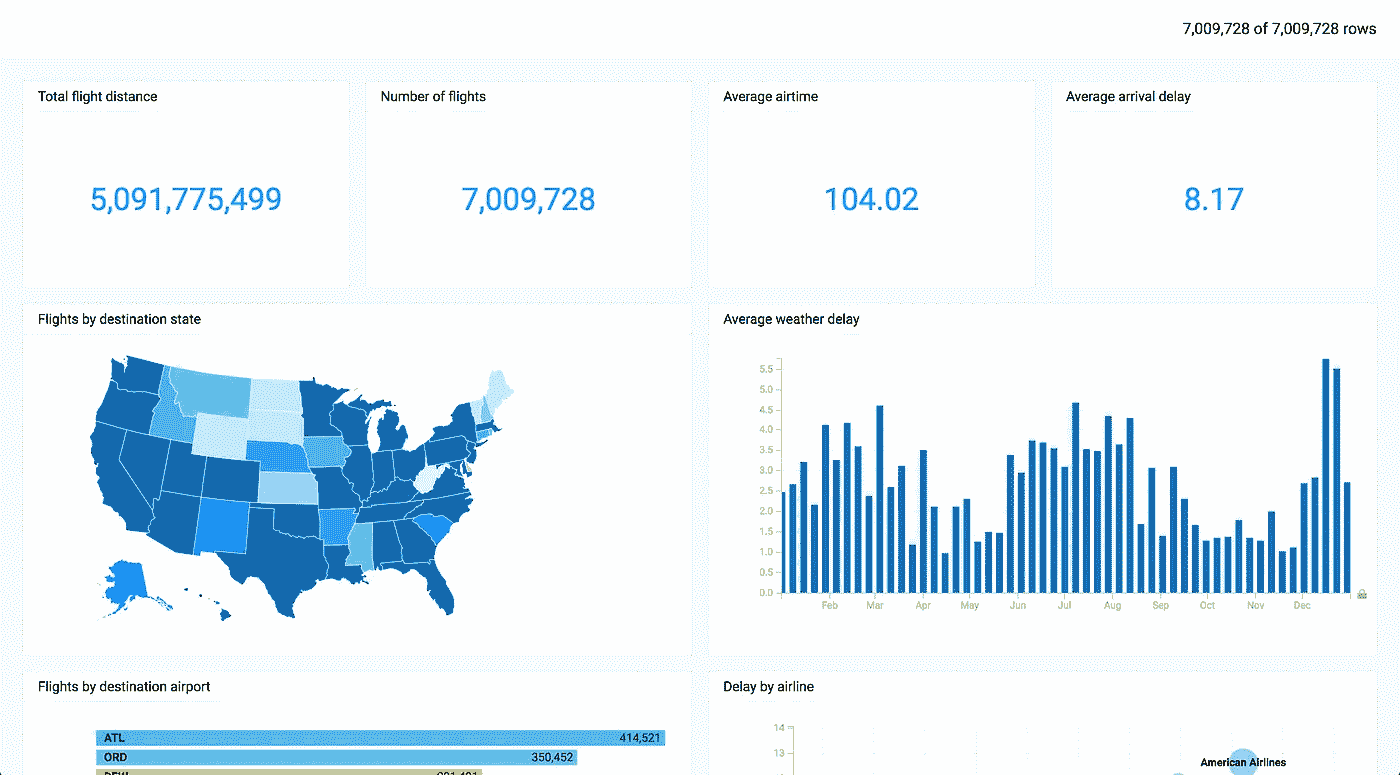 7,009,728 of 7,009,728 rows
Total flight distance
Number of flights
Average airtime
Average arrival delay
5,091,775,499
7,009,728
104.02
8.17
Flights by destination state
Average weather delay
5.5
5.0
4.5
4.0
3.5
3.0
2.5
2.0
1.5
1.0
0.5
0.0
Feb Mar Apr May Jun Jul Aug Sep Oct Nov Dec
Flights by destination airport
Delay by airline
ATL 414,521
ORD 350,452
14
13
American Airlines